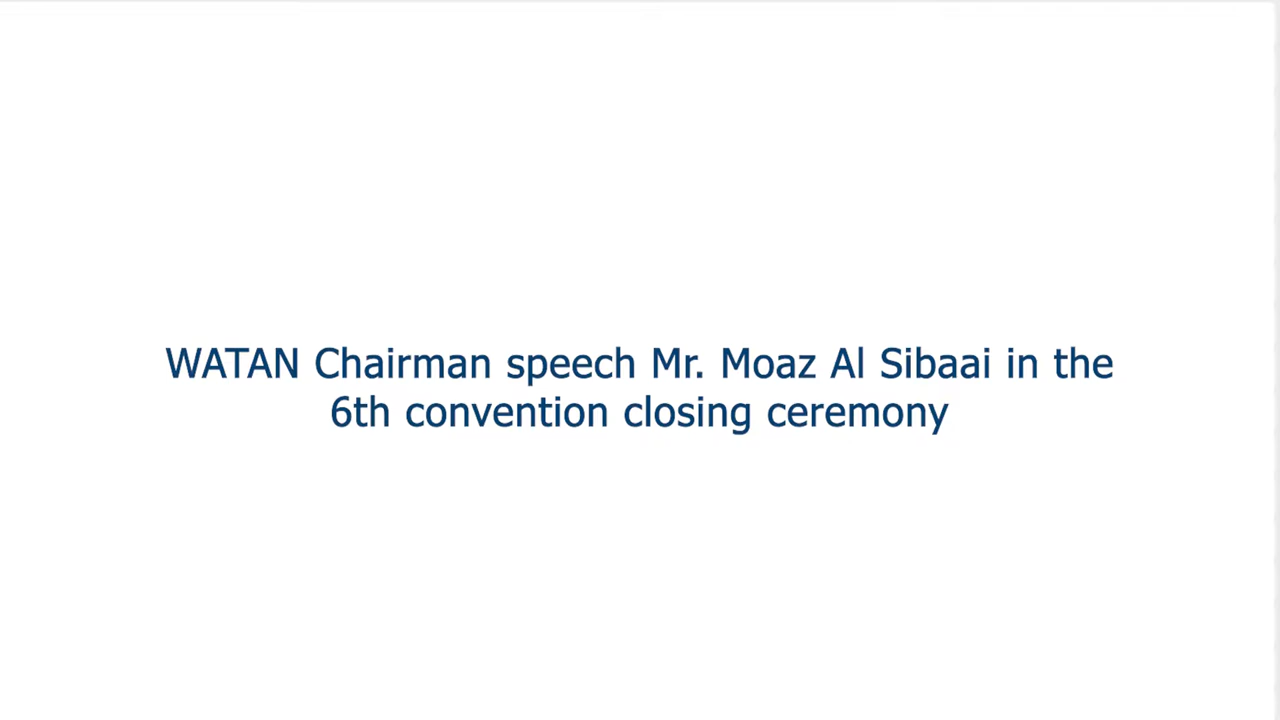 WATAN Chairman speech Mr. Moaz Al Sibaai in the
6th convention closing ceremony